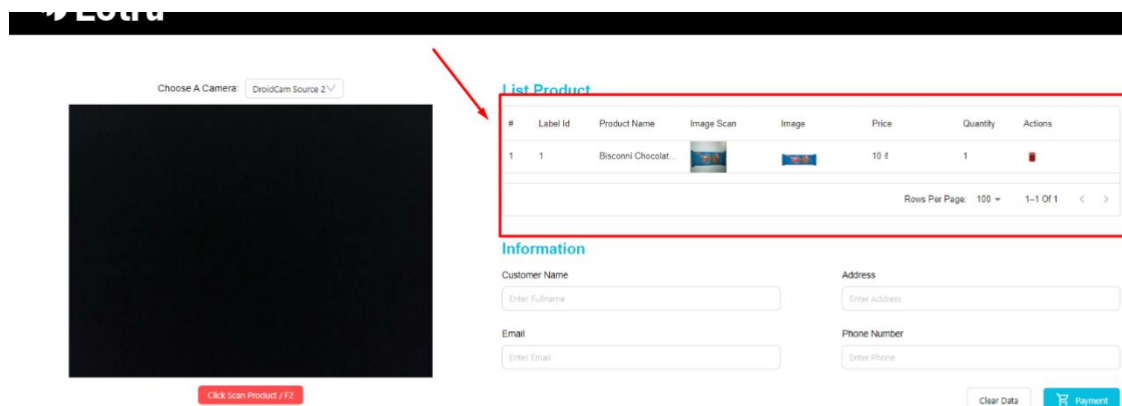 Choose A Camera: DroidCam Source 2
Click Scan Product / F2
List Product
# Label Id Product Name Image Scan Image Price Quantity Actions
1 1 Bisconni Chocolat... 10 ₫ 1
Rows Per Page: 100 1–1 Of 1
Information
Customer Name Address
Enter Fullname Enter Address
Email Phone Number
Enter Email Enter Phone
Clear Data Payment